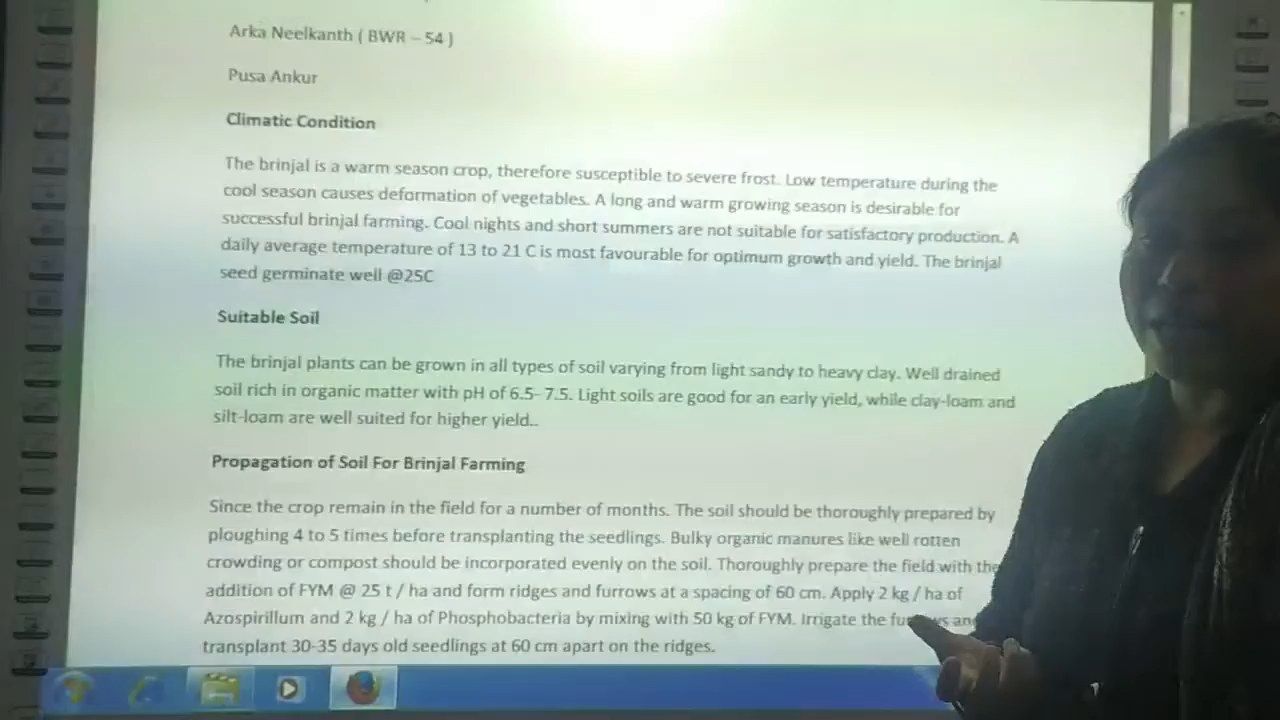 Arka Neelkanth ( BWR – 54 )
Pusa Ankur
Climatic Condition
The brinjal is a warm season crop, therefore susceptible to severe frost. Low temperature during the
cool season causes deformation of vegetables. A long and warm growing season is desirable for
successful brinjal farming. Cool nights and short summers are not suitable for satisfactory production. A
daily average temperature of 13 to 21 C is most favourable for optimum growth and yield. The brinjal
seed germinate well @25C
Suitable Soil
The brinjal plants can be grown in all types of soil varying from light sandy to heavy clay. Well drained
soil rich in organic matter with pH of 6.5- 7.5. Light soils are good for an early yield, while clay-loam and
silt-loam are well suited for higher yield..
Propagation of Soil For Brinjal Farming
Since the crop remain in the field for a number of months. The soil should be thoroughly prepared by
ploughing 4 to 5 times before transplanting the seedlings. Bulky organic manures like well rotten
crowding or compost should be incorporated evenly on the soil. Thoroughly prepare the field with the
addition of FYM @ 25 t / ha and form ridges and furrows at a spacing of 60 cm. Apply 2 kg / ha of
Azospirillum and 2 kg / ha of Phosphobacteria by mixing with 50 kg of FYM. Irrigate the
transplant 30-35 days old seedlings at 60 cm apart on the ridges.